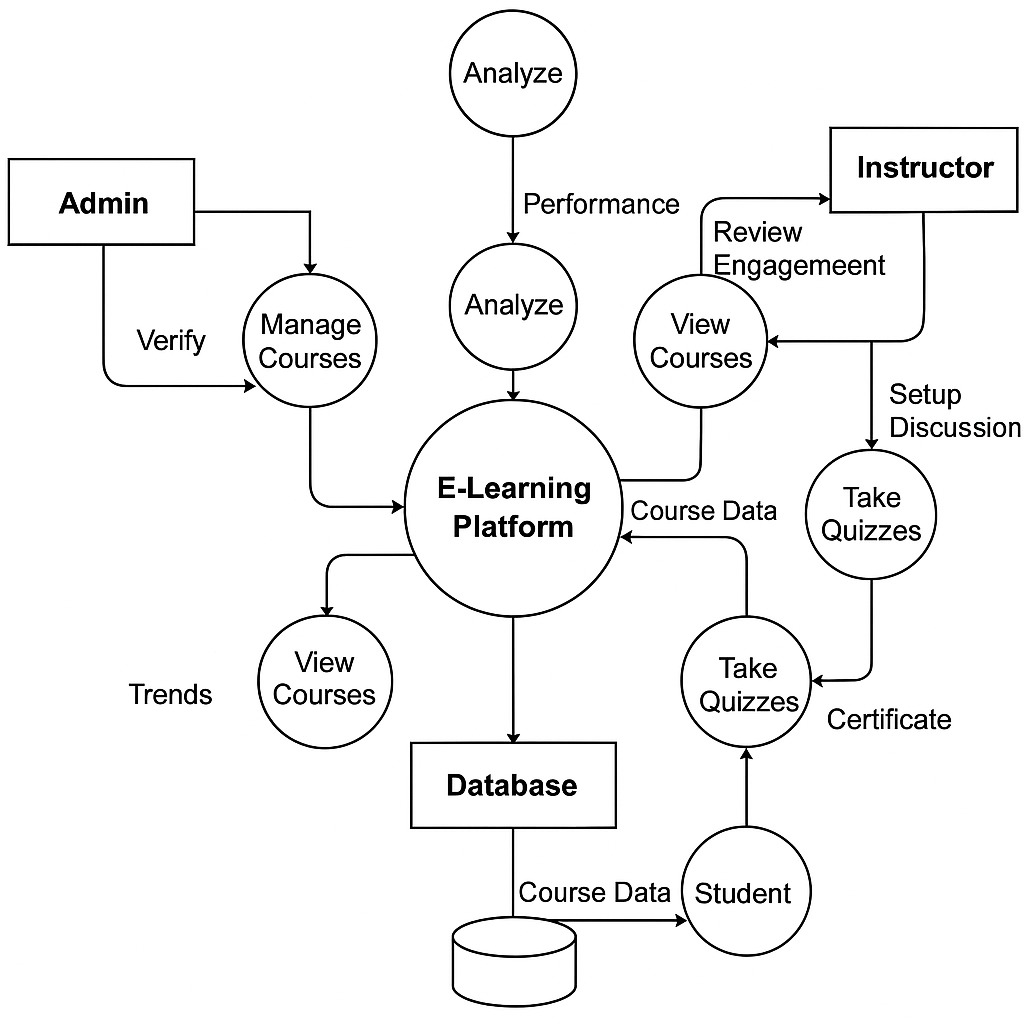 Analyze
Admin
Instructor
Performance
Review
Engagemeent
Analyze
Verify
Manage
Courses
View
Courses
Setup
Discussion
E-Learning
Platform
Course Data
Take
Quizzes
View
Courses
Trends
Take
Quizzes
Certificate
Database
Course Data
Student